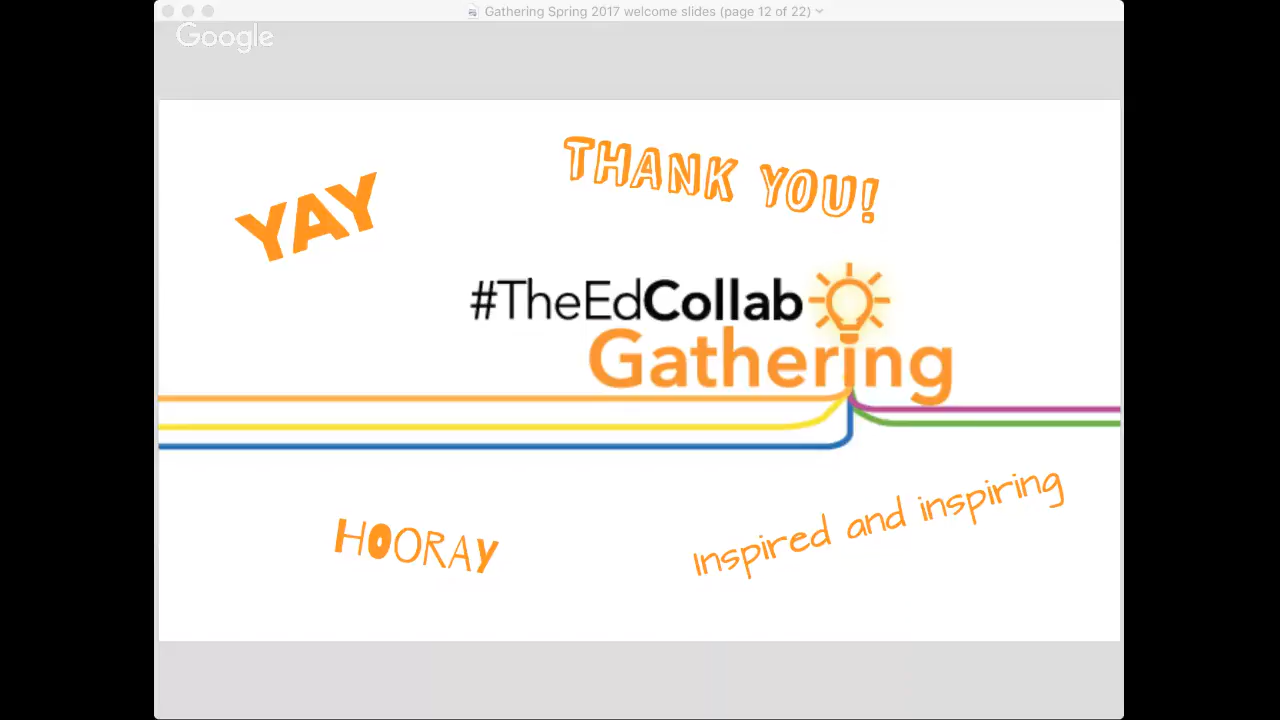 Gathering Spring 2017 welcome slides (page 12 of 22)
Google
THANK YOU!
YAY
#TheEdCollab
Gathering
HOORAY
Inspired and inspiring